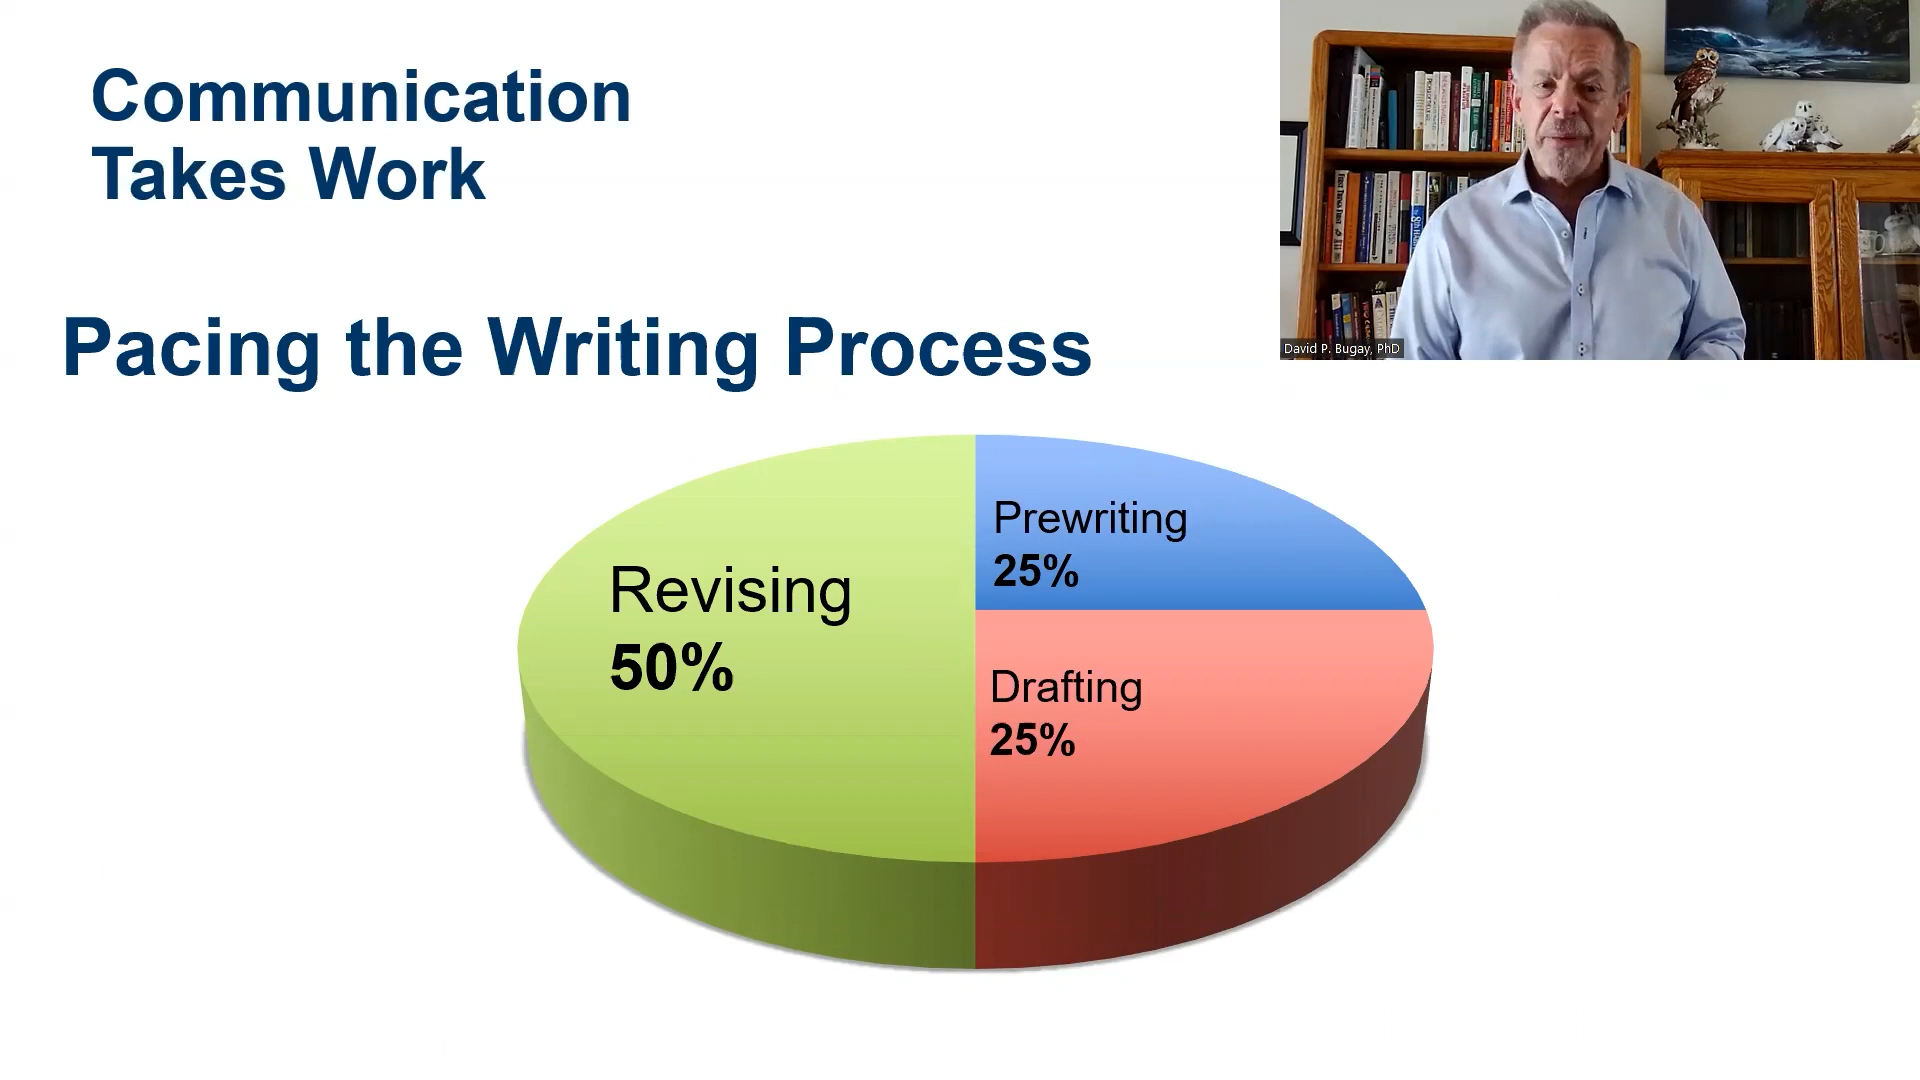 Communication
Takes Work
David P. Bugay, PhD
Pacing the Writing Process
Prewriting
25%
Revising
50%
Drafting
25%